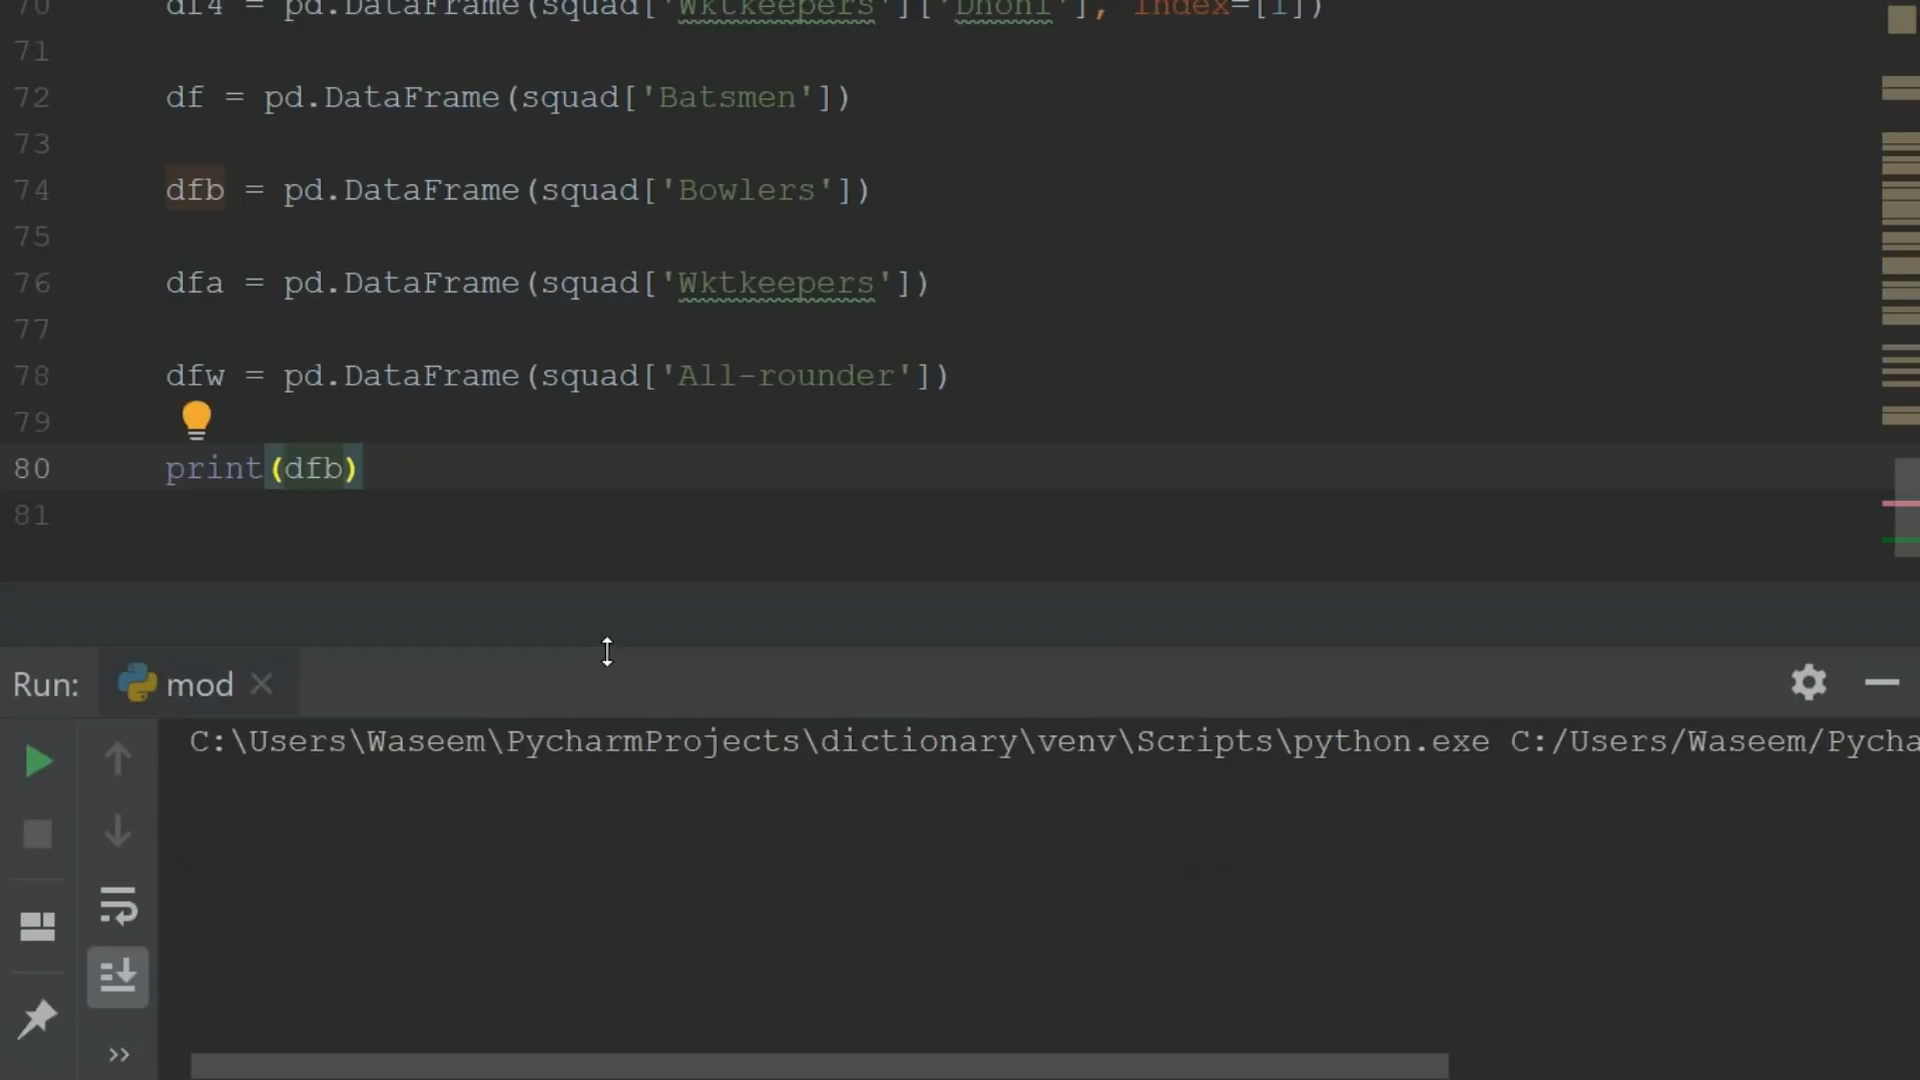 70 df4 = pd.DataFrame(squad['Wktkeepers']['Dhoni'], index=[1])
71
72 df = pd.DataFrame(squad['Batsmen'])
73
74 dfb = pd.DataFrame(squad['Bowlers'])
75
76 dfa = pd.DataFrame(squad['Wktkeepers'])
77
78 dfw = pd.DataFrame(squad['All-rounder'])
79
80 print(dfb)
81
Run: mod
C:\Users\Waseem\PycharmProjects\dictionary\venv\Scripts\python.exe C:/Users/Waseem/Pycha